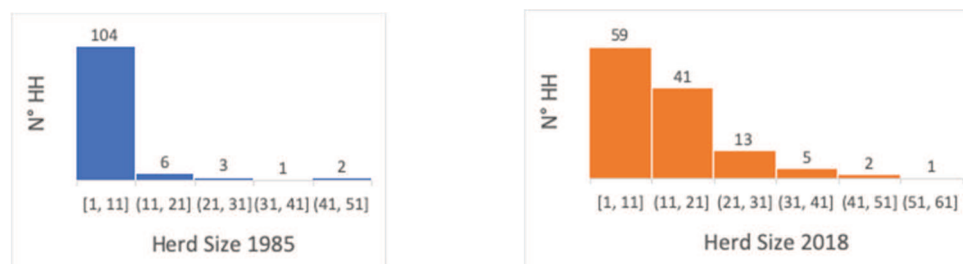 104
6
3
1
2
N° HH
[1, 11] (11, 21] (21, 31] (31, 41] (41, 51]
Herd Size 1985
59
41
13
5
2
1
N° HH
[1, 11] (11, 21] (21, 31] (31, 41] (41, 51] (51, 61]
Herd Size 2018